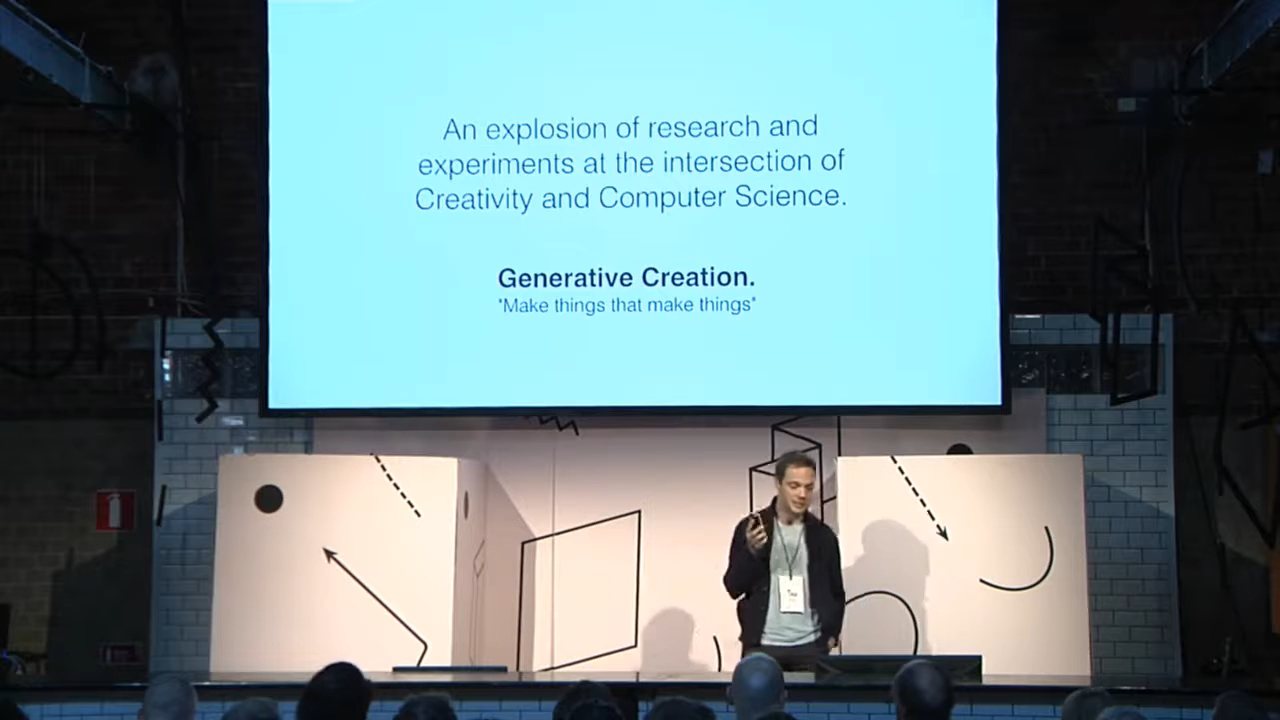 An explosion of research and
experiments at the intersection of
Creativity and Computer Science.
Generative Creation.
"Make things that make things"